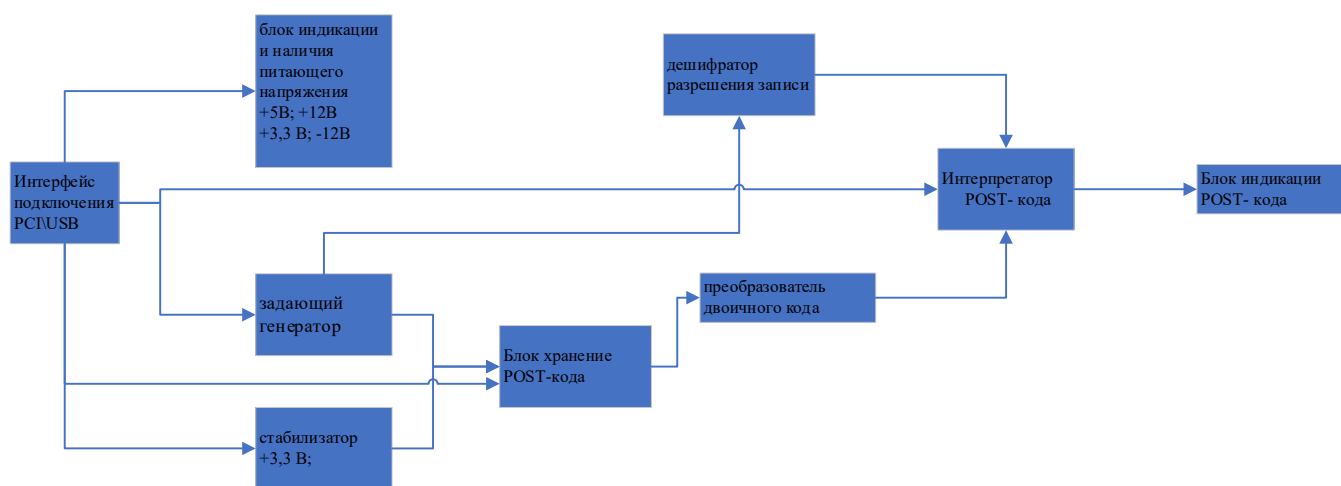 блок индикации
и наличия
питающего
напряжения
+5В; +12В
+3,3 В; -12В
дешифратор
разрешения записи
Интерфейс
подключения
PCI\USB
Интерпретатор
POST- кода
Блок индикации
POST- кода
задающий
генератор
преобразователь
двоичного кода
Блок хранение
POST-кода
стабилизатор
+3,3 В;